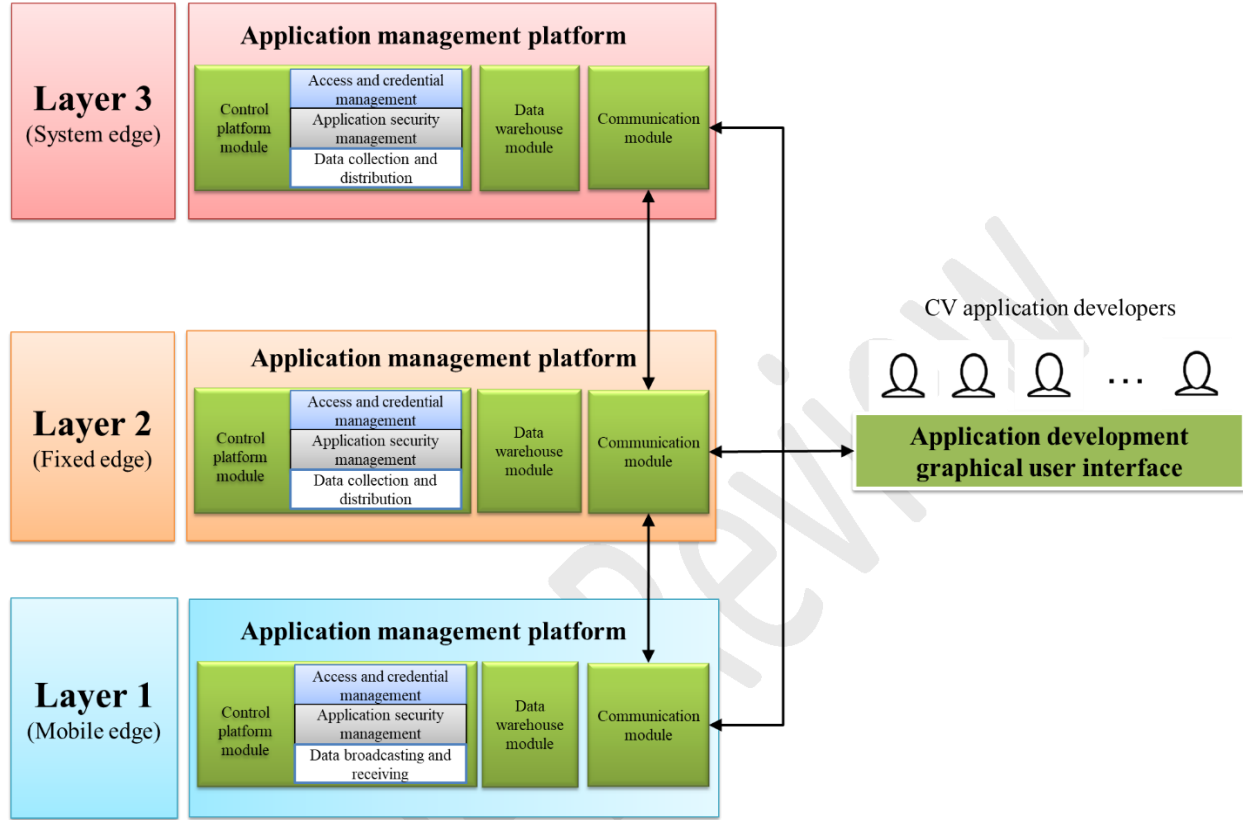 Application management platform
Layer 3
(System edge)
Control
platform
module
Access and credential
management
Application security
management
Data collection and
distribution
Data
warehouse
module
Communication
module
CV application developers
...
Application development
graphical user interface
Application management platform
Layer 2
(Fixed edge)
Control
platform
module
Access and credential
management
Application security
management
Data collection and
distribution
Data
warehouse
module
Communication
module
Application management platform
Layer 1
(Mobile edge)
Control
platform
module
Access and credential
management
Application security
management
Data broadcasting and
receiving
Data
warehouse
module
Communication
module
Review